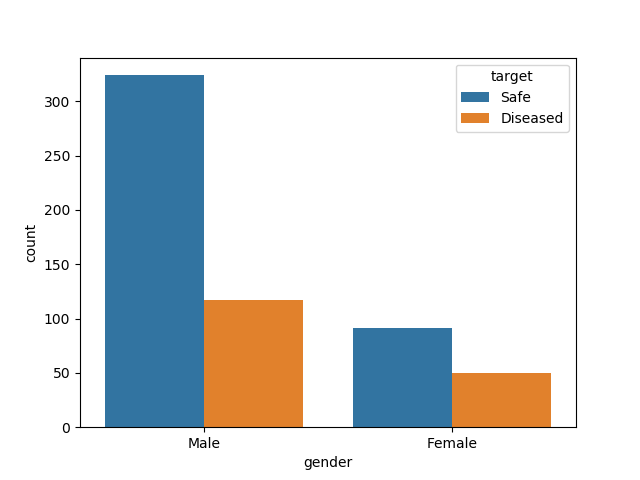 target
Safe
Diseased
300
250
200
150
100
50
0
count
Male
Female
gender